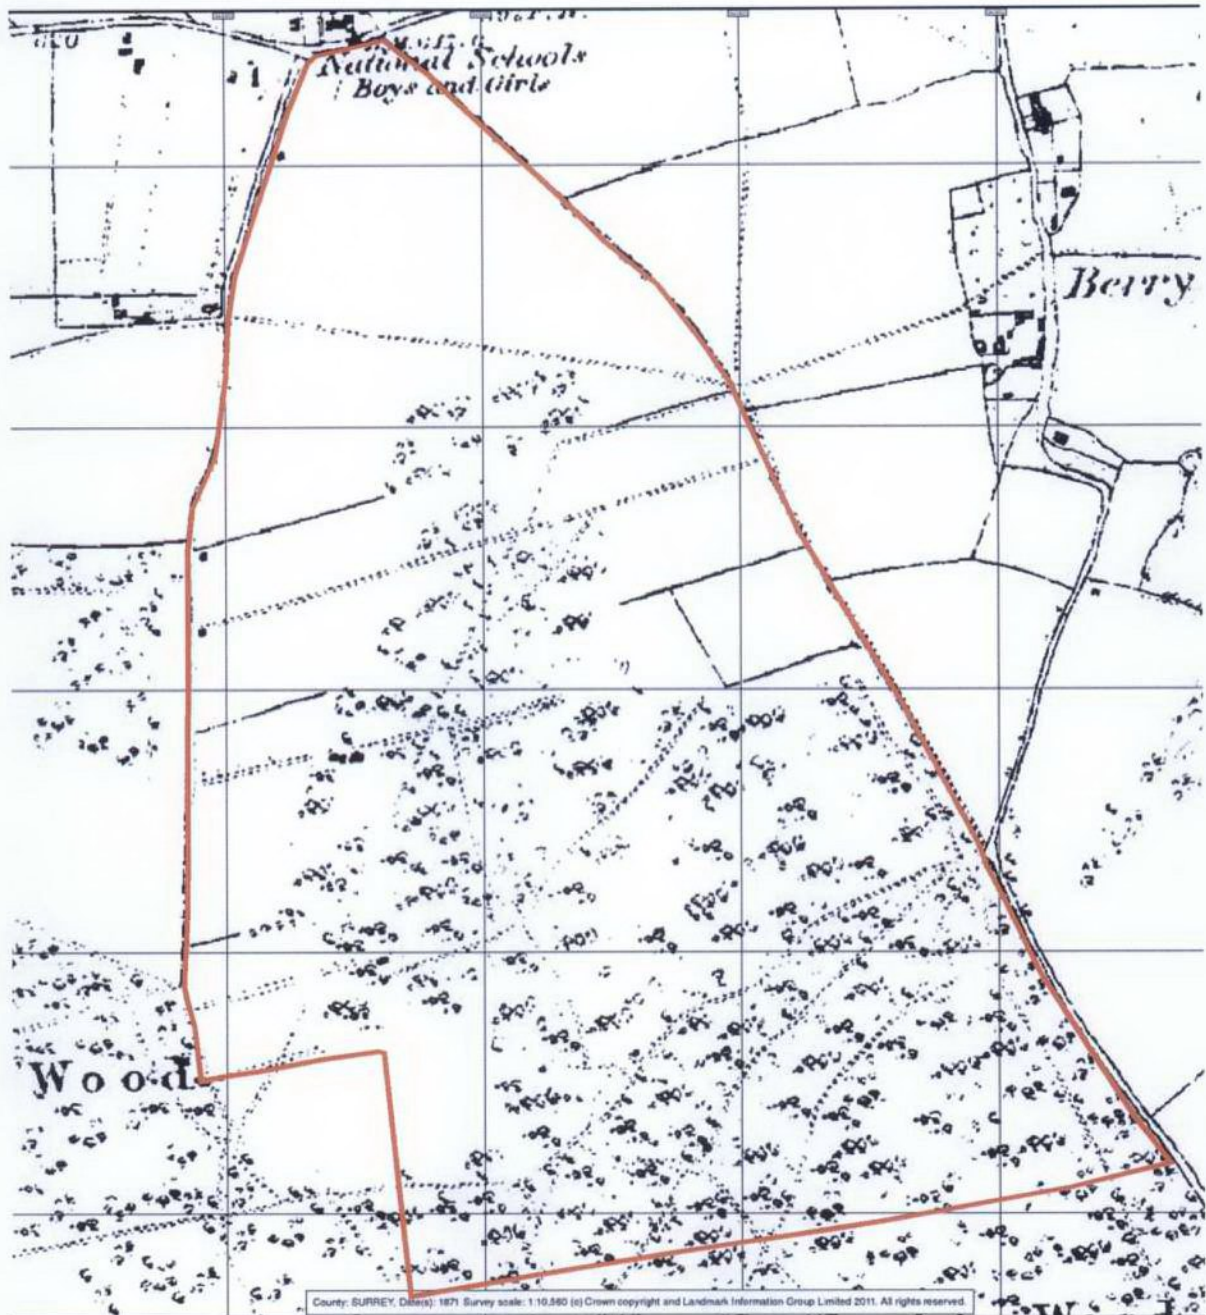 National Schools
Boys and Girls
Berry
Woods
County: SURREY, Date(s): 1871 Survey scale: 1:10,560 (c) Crown copyright and Landmark Information Group Limited 2011. All rights reserved.